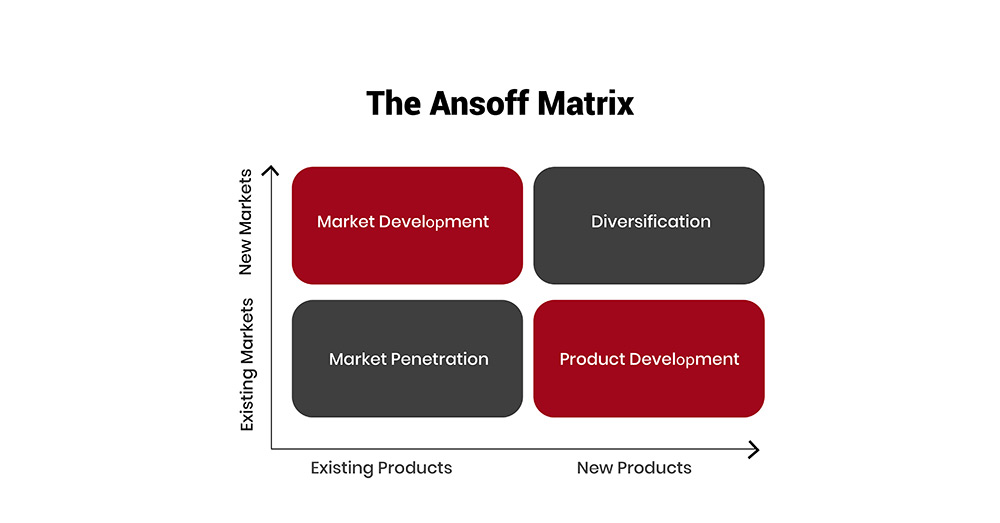 The Ansoff Matrix
New Markets
Market Development
Diversification
Existing Markets
Market Penetration
Product Development
Existing Products
New Products